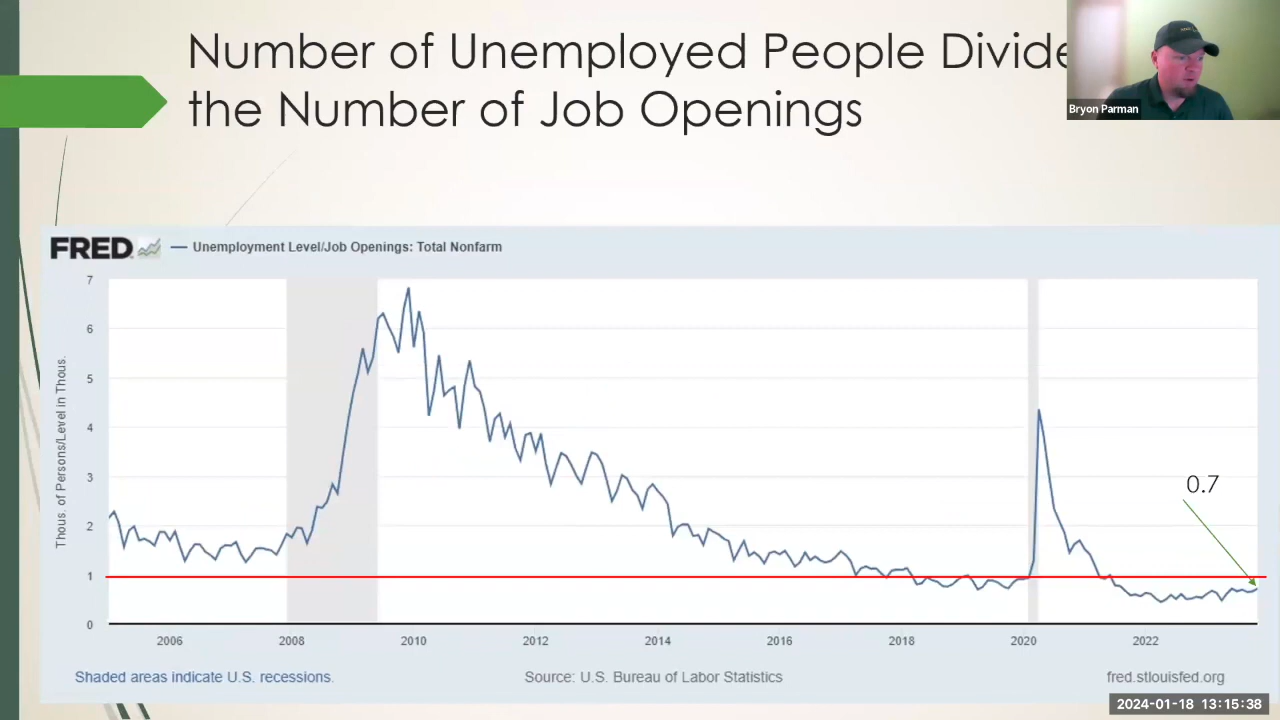 Number of Unemployed People Divide
the Number of Job Openings
Bryon Parman
FRED
Unemployment Level/Job Openings: Total Nonfarm
Thous. of Persons/Level in Thous.
7
6
5
4
3
2
1
0
0.7
2006 2008 2010 2012 2014 2016 2018 2020 2022
Shaded areas indicate U.S. recessions. Source: U.S. Bureau of Labor Statistics fred.stlouisfed.org
2024-01-18 13:15:38